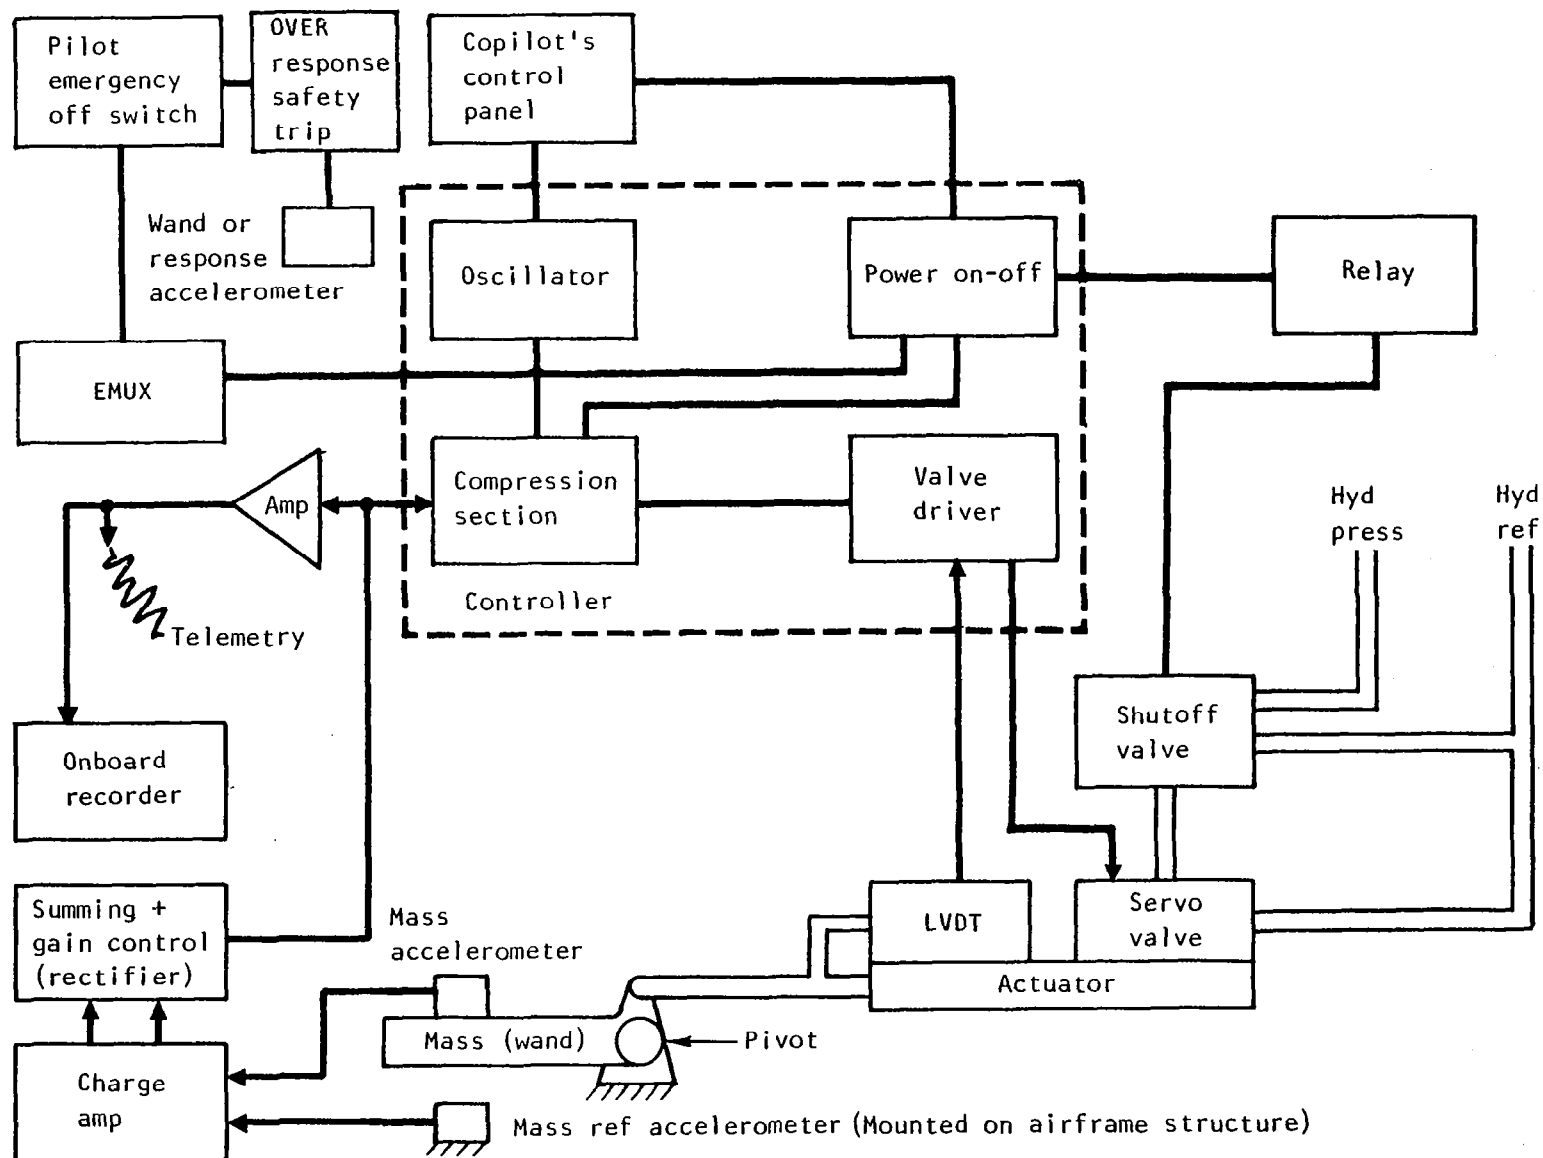 Pilot
emergency
off switch
OVER
response
safety
trip
Copilot's
control
panel
Wand or
response
accelerometer
Oscillator
Power on-off
Relay
EMUX
Amp
Compression
section
Valve
driver
Hyd
press
Hyd
ref
Controller
Telemetry
Shutoff
valve
Onboard
recorder
Summing +
gain control
(rectifier)
Mass
accelerometer
LVDT
Servo
valve
Actuator
Mass (wand)
Pivot
Charge
amp
Mass ref accelerometer (Mounted on airframe structure)